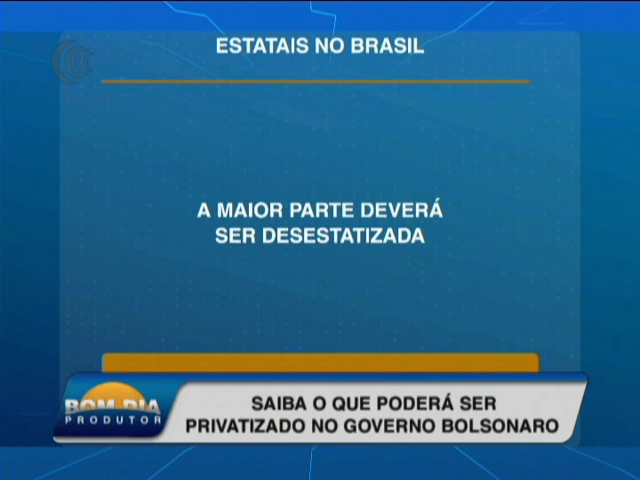 ESTATAIS NO BRASIL
A MAIOR PARTE DEVERÁ
SER DESESTATIZADA
BOM DIA
PRODUTOR
SAIBA O QUE PODERÁ SER
PRIVATIZADO NO GOVERNO BOLSONARO